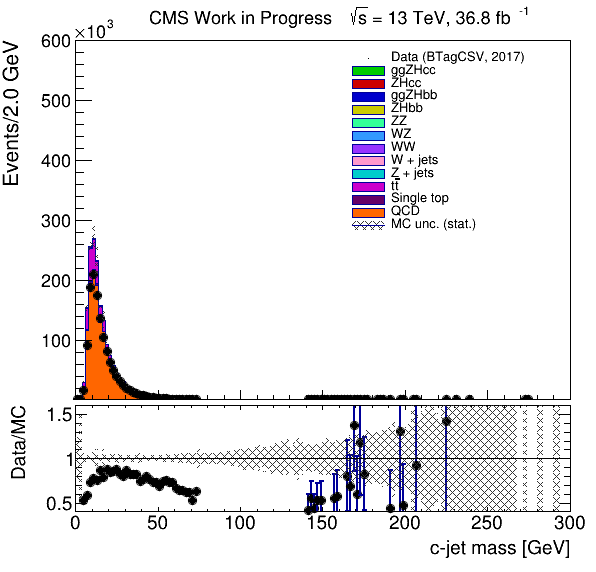 CMS Work in Progress √s = 13 TeV, 36.8 fb⁻¹
×10³
Events/2.0 GeV
600
500
400
300
200
100
Data (BTagCSV, 2017)
ggZHcc
ZHcc
ggZHbb
ZHbb
ZZ
WZ
WW
W + jets
Z + jets
tt̅
Single top
QCD
MC unc. (stat.)
Data/MC
1.5
1
0.5
0 50 100 150 200 250 300
c-jet mass [GeV]